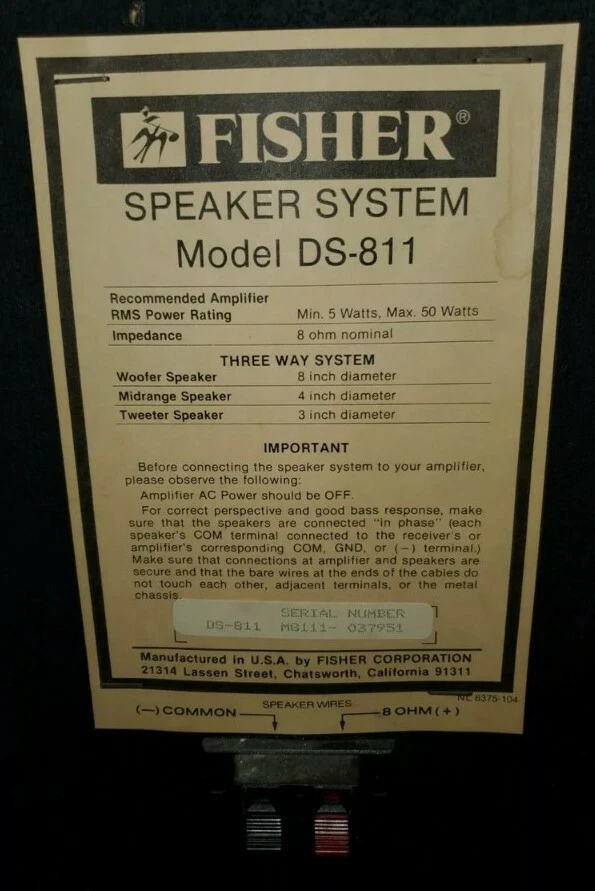 FISHER®
SPEAKER SYSTEM
Model DS-811
Recommended Amplifier
RMS Power Rating Min. 5 Watts, Max. 50 Watts
Impedance 8 ohm nominal
THREE WAY SYSTEM
Woofer Speaker 8 inch diameter
Midrange Speaker 4 inch diameter
Tweeter Speaker 3 inch diameter
IMPORTANT
Before connecting the speaker system to your amplifier,
please observe the following:
Amplifier AC Power should be OFF.
For correct perspective and good bass response, make
sure that the speakers are connected "in phase" (each
speaker's COM terminal connected to the receiver's or
amplifier's corresponding COM, GND, or (-) terminal.)
Make sure that connections at amplifier and speakers are
secure and that the bare wires at the ends of the cables do
not touch each other, adjacent terminals, or the metal
chassis.
SERIAL NUMBER
DS-811 M8111- 037951
Manufactured in U.S.A. by FISHER CORPORATION
21314 Lassen Street, Chatsworth, California 91311
NL 8375-104
SPEAKER WIRES
(-) COMMON 8 OHM (+)